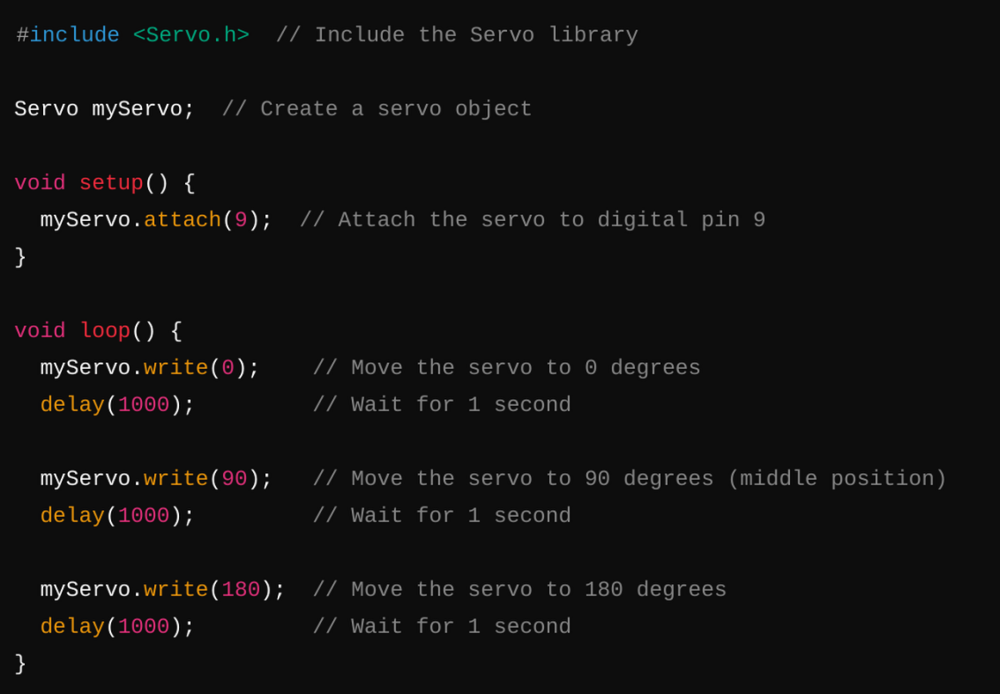 #include <Servo.h>  // Include the Servo library
Servo myServo;  // Create a servo object
void setup() {
  myServo.attach(9);  // Attach the servo to digital pin 9
}
void loop() {
  myServo.write(0);    // Move the servo to 0 degrees
  delay(1000);         // Wait for 1 second
  myServo.write(90);   // Move the servo to 90 degrees (middle position)
  delay(1000);         // Wait for 1 second
  myServo.write(180);  // Move the servo to 180 degrees
  delay(1000);         // Wait for 1 second
}